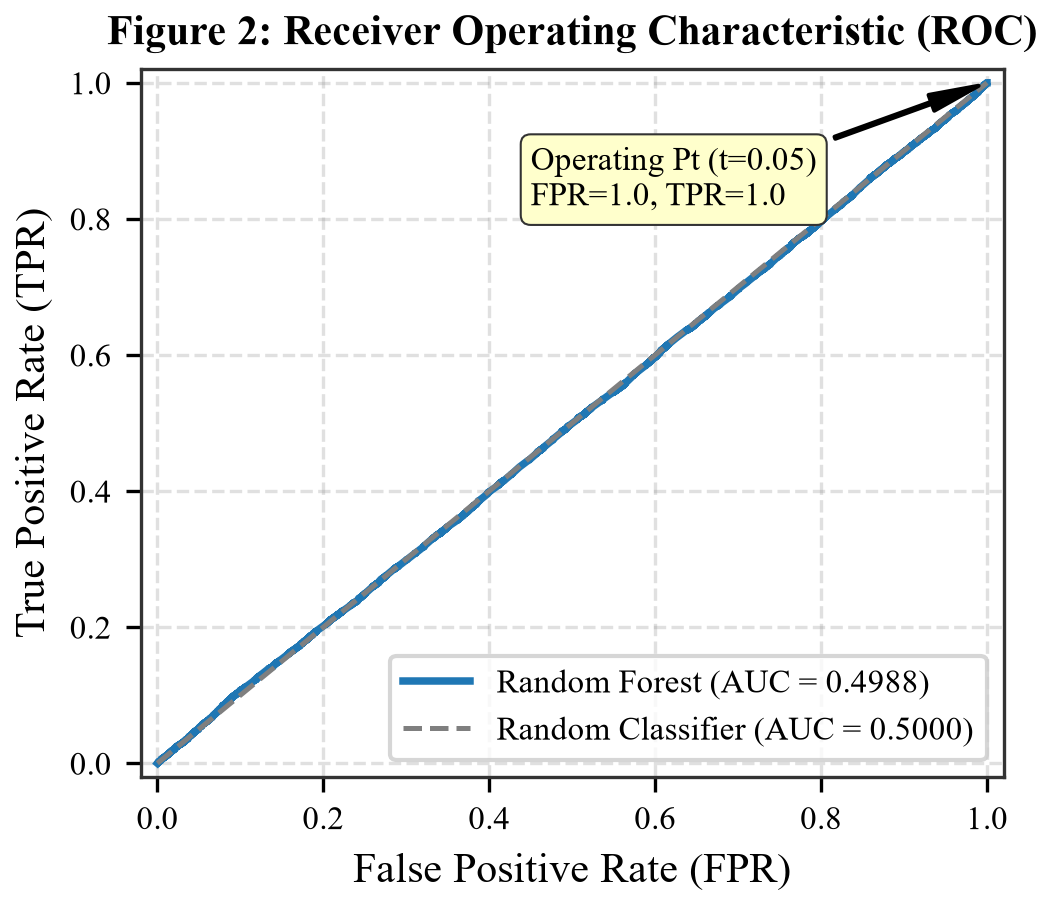 Figure 2: Receiver Operating Characteristic (ROC)
True Positive Rate (TPR)
1.0
0.8
0.6
0.4
0.2
0.0
Operating Pt (t=0.05)
FPR=1.0, TPR=1.0
Random Forest (AUC = 0.4988)
Random Classifier (AUC = 0.5000)
0.0 0.2 0.4 0.6 0.8 1.0
False Positive Rate (FPR)